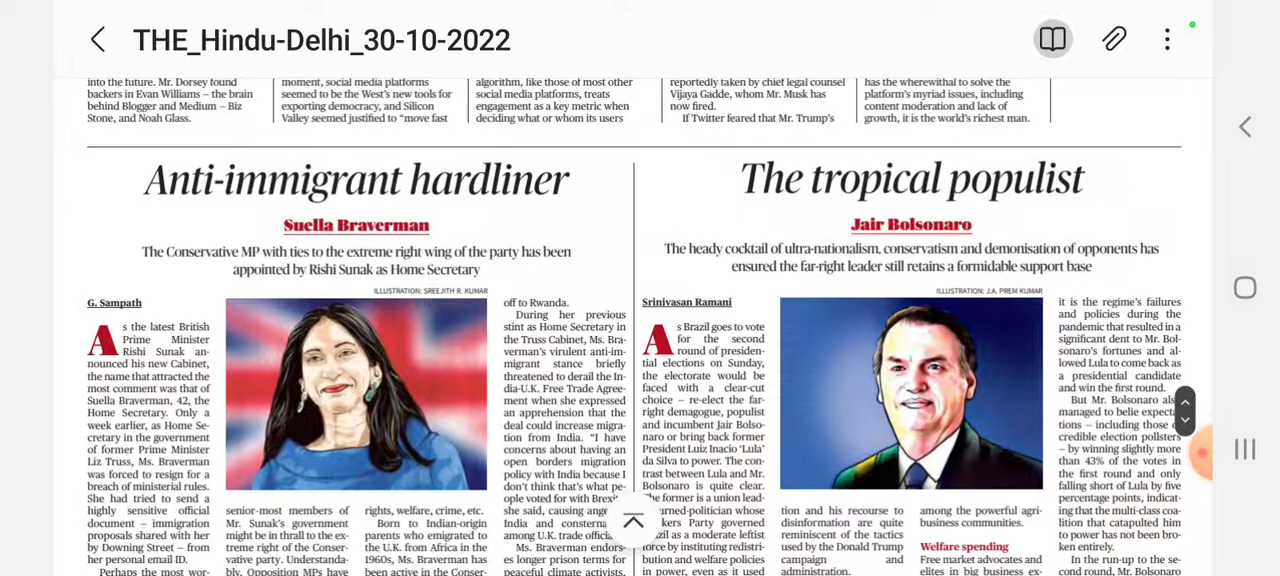 THE_Hindu-Delhi_30-10-2022
into the future. Mr. Dorsey found
backers in Evan Williams – the brain
behind Blogger and Medium – Biz
Stone, and Noah Glass.
moment, social media platforms
seemed to be the West's new tools for
exporting democracy, and Silicon
Valley seemed justified to “move fast
algorithm, like those of most other
social media platforms, treats
engagement as a key metric when
deciding what or whom its users
reportedly taken by chief legal counsel
Vijaya Gadde, whom Mr. Musk has
now fired.
If Twitter feared that Mr. Trump's
has the wherewithal to solve the
platform's myriad issues, including
content moderation and lack of
growth, it is the world's richest man.
Anti-immigrant hardliner
Suella Braverman
The Conservative MP with ties to the extreme right wing of the party has been
appointed by Rishi Sunak as Home Secretary
ILLUSTRATION: SREEJITH R. KUMAR
G. Sampath
As the latest British
Prime Minister
Rishi Sunak an-
nounced his new Cabinet,
the name that attracted the
most comment was that of
Suella Braverman, 42, the
Home Secretary. Only a
week earlier, as Home Se-
cretary in the government
of former Prime Minister
Liz Truss, Ms. Braverman
was forced to resign for a
breach of ministerial rules.
She had tried to send a
highly sensitive official
document – immigration
proposals shared with her
by Downing Street – from
her personal email ID.
Perhaps the most wor-
senior-most members of
Mr. Sunak's government
might be in thrall to the ex-
treme right of the Conser-
vative Party. Understanda-
bly, Opposition MPs have
rights, welfare, crime, etc.
Born to Indian-origin
parents who emigrated to
the U.K. from Africa in the
1960s, Ms. Braverman has
been active in the Conser-
off to Rwanda.
During her previous
stint as Home Secretary in
the Truss Cabinet, Ms. Bra-
verman's virulent anti-im-
migrant stance briefly
threatened to derail the In-
dia-U.K. Free Trade Agree-
ment when she expressed
an apprehension that the
deal could increase migra-
tion from India. “I have
concerns about having an
open borders migration
policy with India because I
don't think that's what pe-
ople voted for with Brexit
she said, causing
India and
U.K. trade
Ms. Braverman endors-
es longer prison terms for
peaceful climate activists,
The tropical populist
Jair Bolsonaro
The heady cocktail of ultra-nationalism, conservatism and demonisation of opponents has
ensured the far-right leader still retains a formidable support base
ILLUSTRATION: J.A. PREM KUMAR
Srinivasan Ramani
As Brazil goes to vote
for the second
round of presiden-
tial elections on Sunday,
the electorate would be
faced with a clear-cut
choice – re-elect the far-
right demagogue, populist
and incumbent Jair Bolso-
naro or bring back former
President Luiz Inacio ‘Lula’
da Silva to power. The con-
trast between Lula and Mr.
Bolsonaro is quite clear.
The former is a union lead-
politician whose
Party governed
as a moderate leftist
force by instituting redistri-
bution and welfare policies
in power, even as it used
tion and his recourse to
disinformation are quite
reminiscent of the tactics
used by the Donald Trump
campaign and
administration.
among the powerful agri-
business communities.
Welfare spending
Free market advocates and
elites in big business ex-
it is the regime's failures
and policies during the
pandemic that resulted in a
significant dent to Mr. Bol-
sonaro's fortunes and al-
lowed Lula to come back as
a presidential candidate
and win the first round.
But Mr. Bolsonaro also
managed to belie expecta-
tions – including those
credible election pollsters
– by winning slightly more
than 43% of the votes in
the first round and only
falling short of Lula by five
percentage points, indicat-
ing that the multi-class coa-
lition that catapulted him
to power has not been bro-
ken entirely.
In the run-up to the se-
cond round, Mr. Bolsonaro